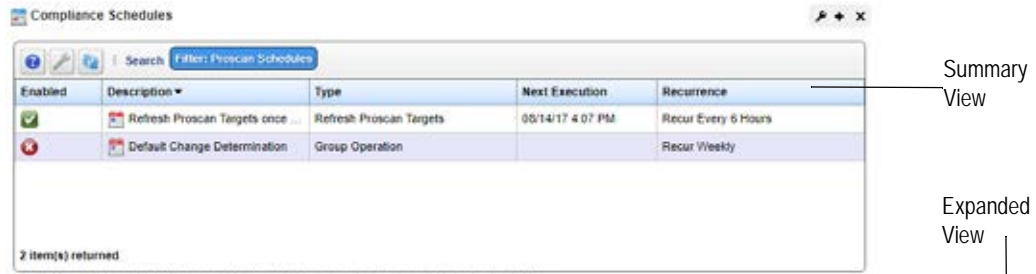 Compliance Schedules
Search Filter: Proscan Schedules
Enabled Description Type Next Execution Recurrence
Refresh Proscan Targets once ... Refresh Proscan Targets 08/14/17 4:07 PM Recur Every 6 Hours
Default Change Determination Group Operation Recur Weekly
2 item(s) returned
Summary
View
Expanded
View